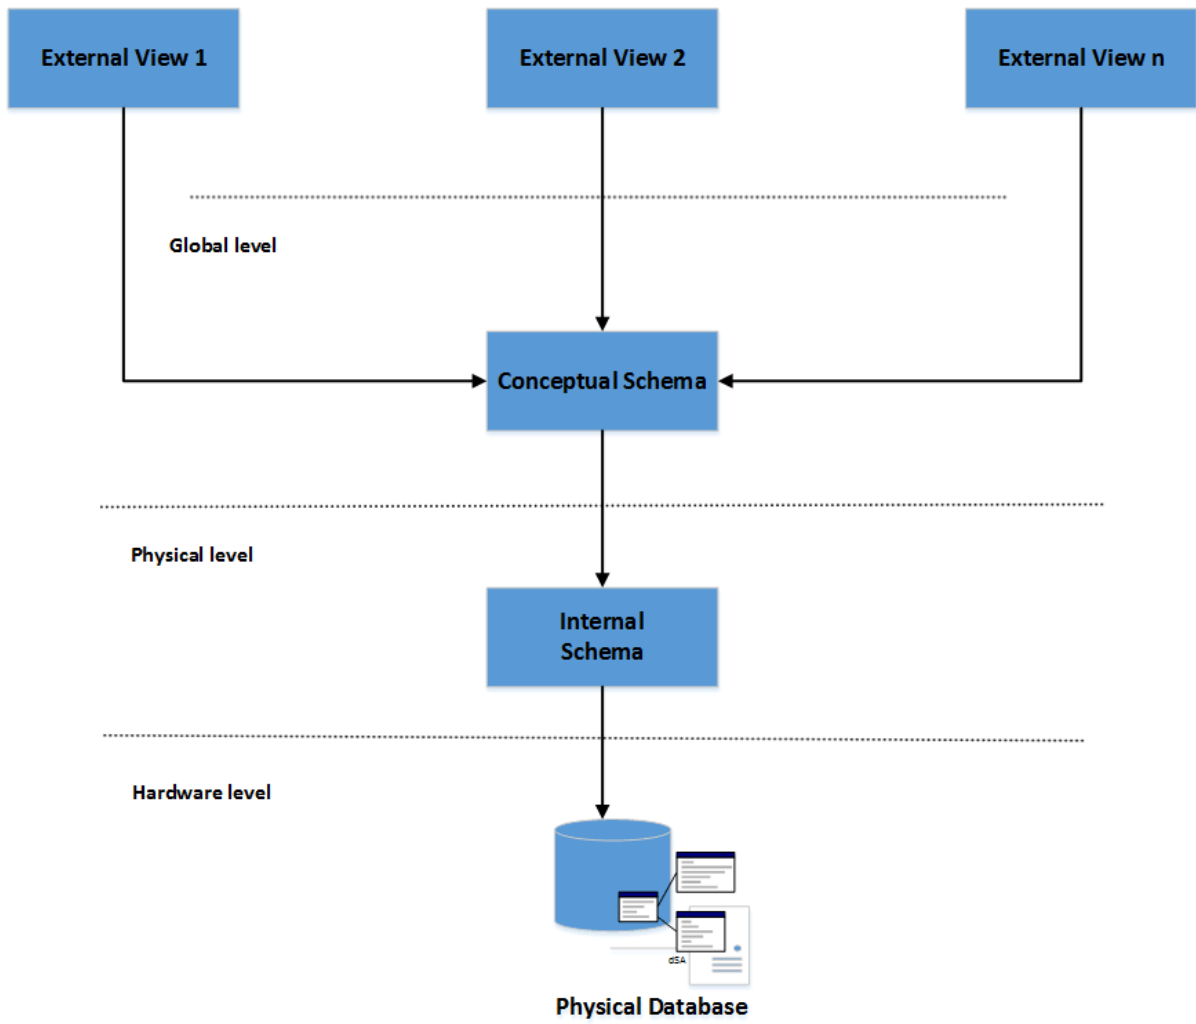 External View 1
External View 2
External View n
Global level
Conceptual Schema
Physical level
Internal
Schema
Hardware level
dSA
Physical Database